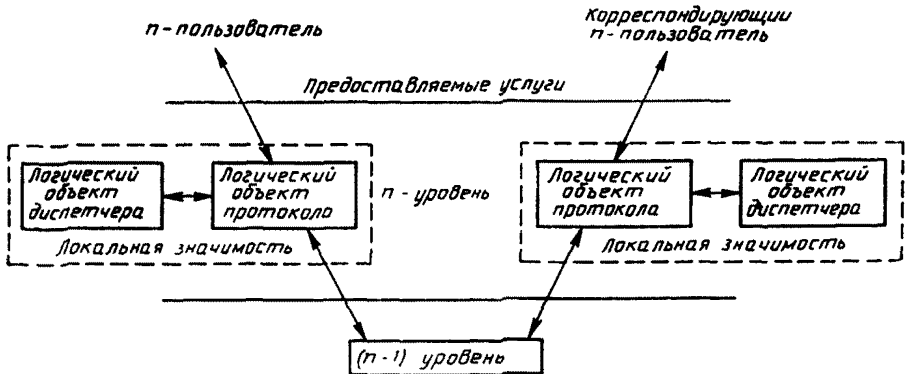 n-пользователь
Корреспондирующий
n-пользователь
Предоставляемые услуги
Логический
объект
диспетчера
Логический
объект
протокола
n-уровень
Логический
объект
протокола
Логический
объект
диспетчера
Локальная значимость
Локальная значимость
(n-1) уровень